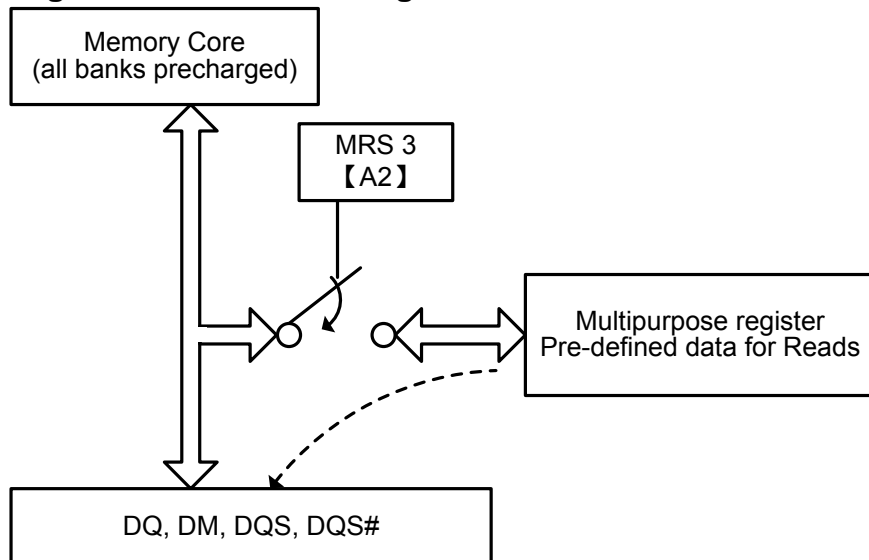 Memory Core
(all banks precharged)
MRS 3
【A2】
Multipurpose register
Pre-defined data for Reads
DQ, DM, DQS, DQS#